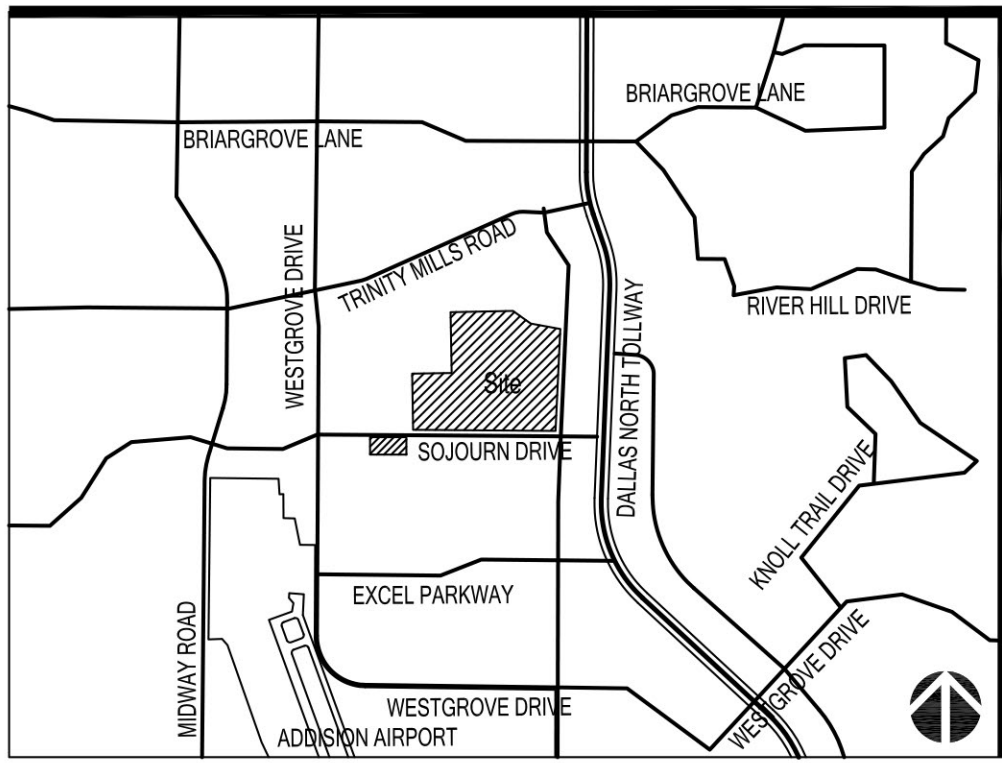 BRIARGROVE LANE
BRIARGROVE LANE
WESTGROVE DRIVE
TRINITY MILLS ROAD
RIVER HILL DRIVE
DALLAS NORTH TOLLWAY
Site
SOJOURN DRIVE
KNOLL TRAIL DRIVE
EXCEL PARKWAY
MIDWAY ROAD
WESTGROVE DRIVE
WESTGROVE DRIVE
ADDISION AIRPORT